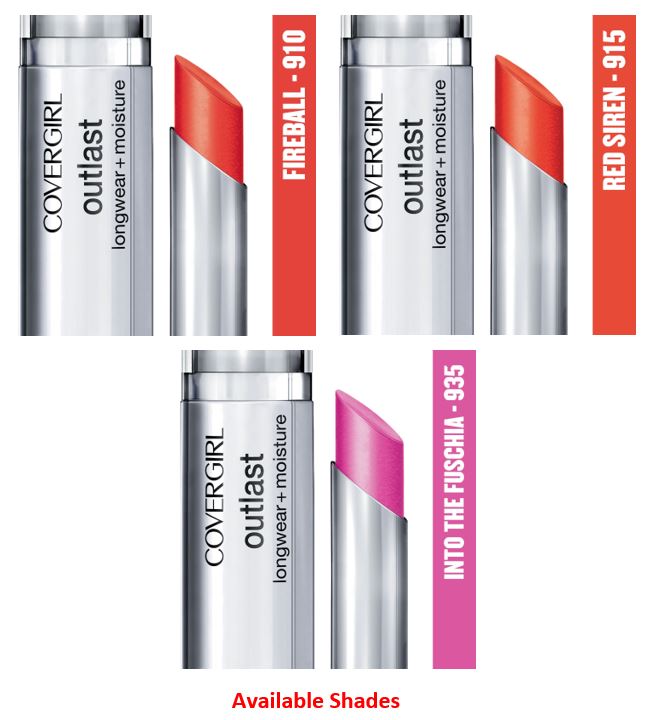 COVERGIRL
outlast
longwear + moisture
FIREBALL - 910
COVERGIRL
outlast
longwear + moisture
RED SIREN - 915
COVERGIRL
outlast
longwear + moisture
INTO THE FUSCHIA - 935
Available Shades